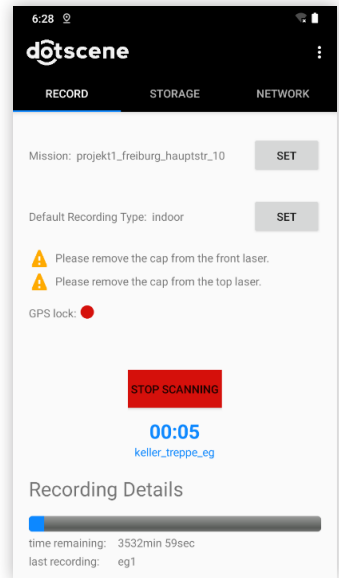 6:28
dotscene
RECORD STORAGE NETWORK
Mission: projekt1_freiburg_hauptstr_10 SET
Default Recording Type: indoor SET
Please remove the cap from the front laser.
Please remove the cap from the top laser.
GPS lock:
STOP SCANNING
00:05
keller_treppe_eg
Recording Details
time remaining: 3532min 59sec
last recording: eg1